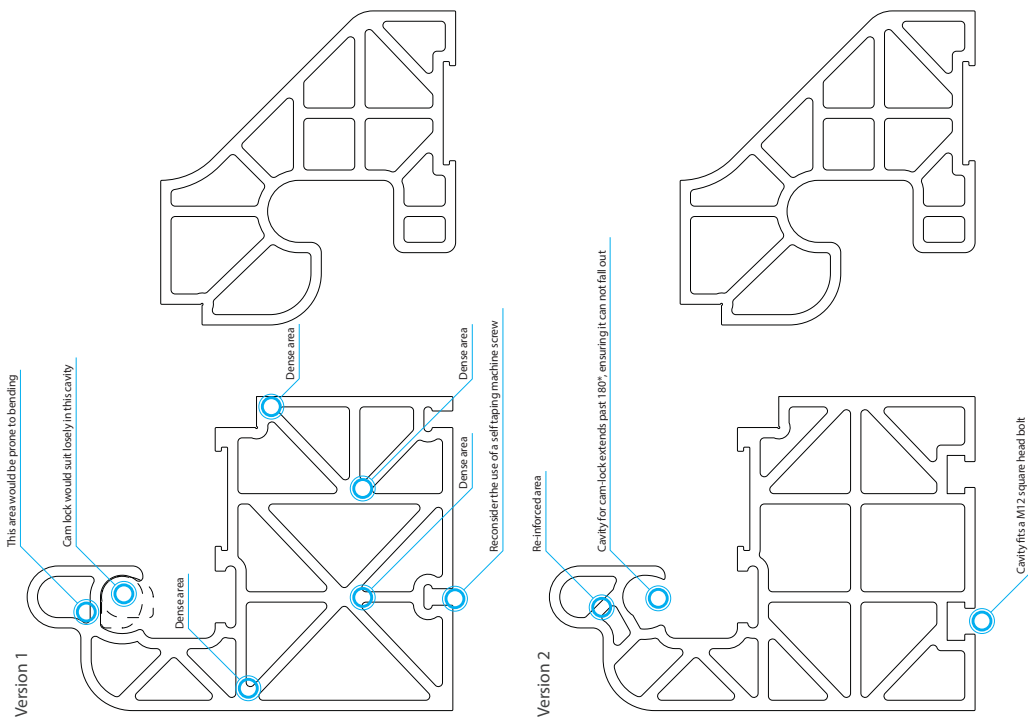 Version 1
This area would be prone to bending
Cam lock would suit losely in this cavity
Dense area
Dense area
Dense area
Dense area
Reconsider the use of a self taping machine screw
Version 2
Re-inforced area
Cavity for cam-lock extends past 180°, ensuring it can not fall out
Cavity fits a M12 square head bolt